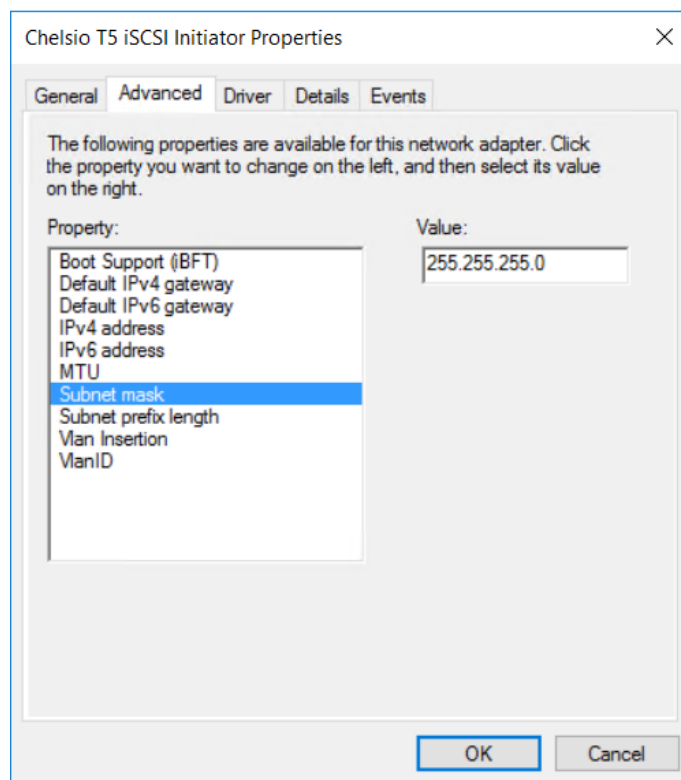 Chelsio T5 iSCSI Initiator Properties
General Advanced Driver Details Events
The following properties are available for this network adapter. Click
the property you want to change on the left, and then select its value
on the right.
Property: Value:
Boot Support (iBFT) 255.255.255.0
Default IPv4 gateway
Default IPv6 gateway
IPv4 address
IPv6 address
MTU
Subnet mask
Subnet prefix length
Vlan Insertion
VlanID
OK Cancel